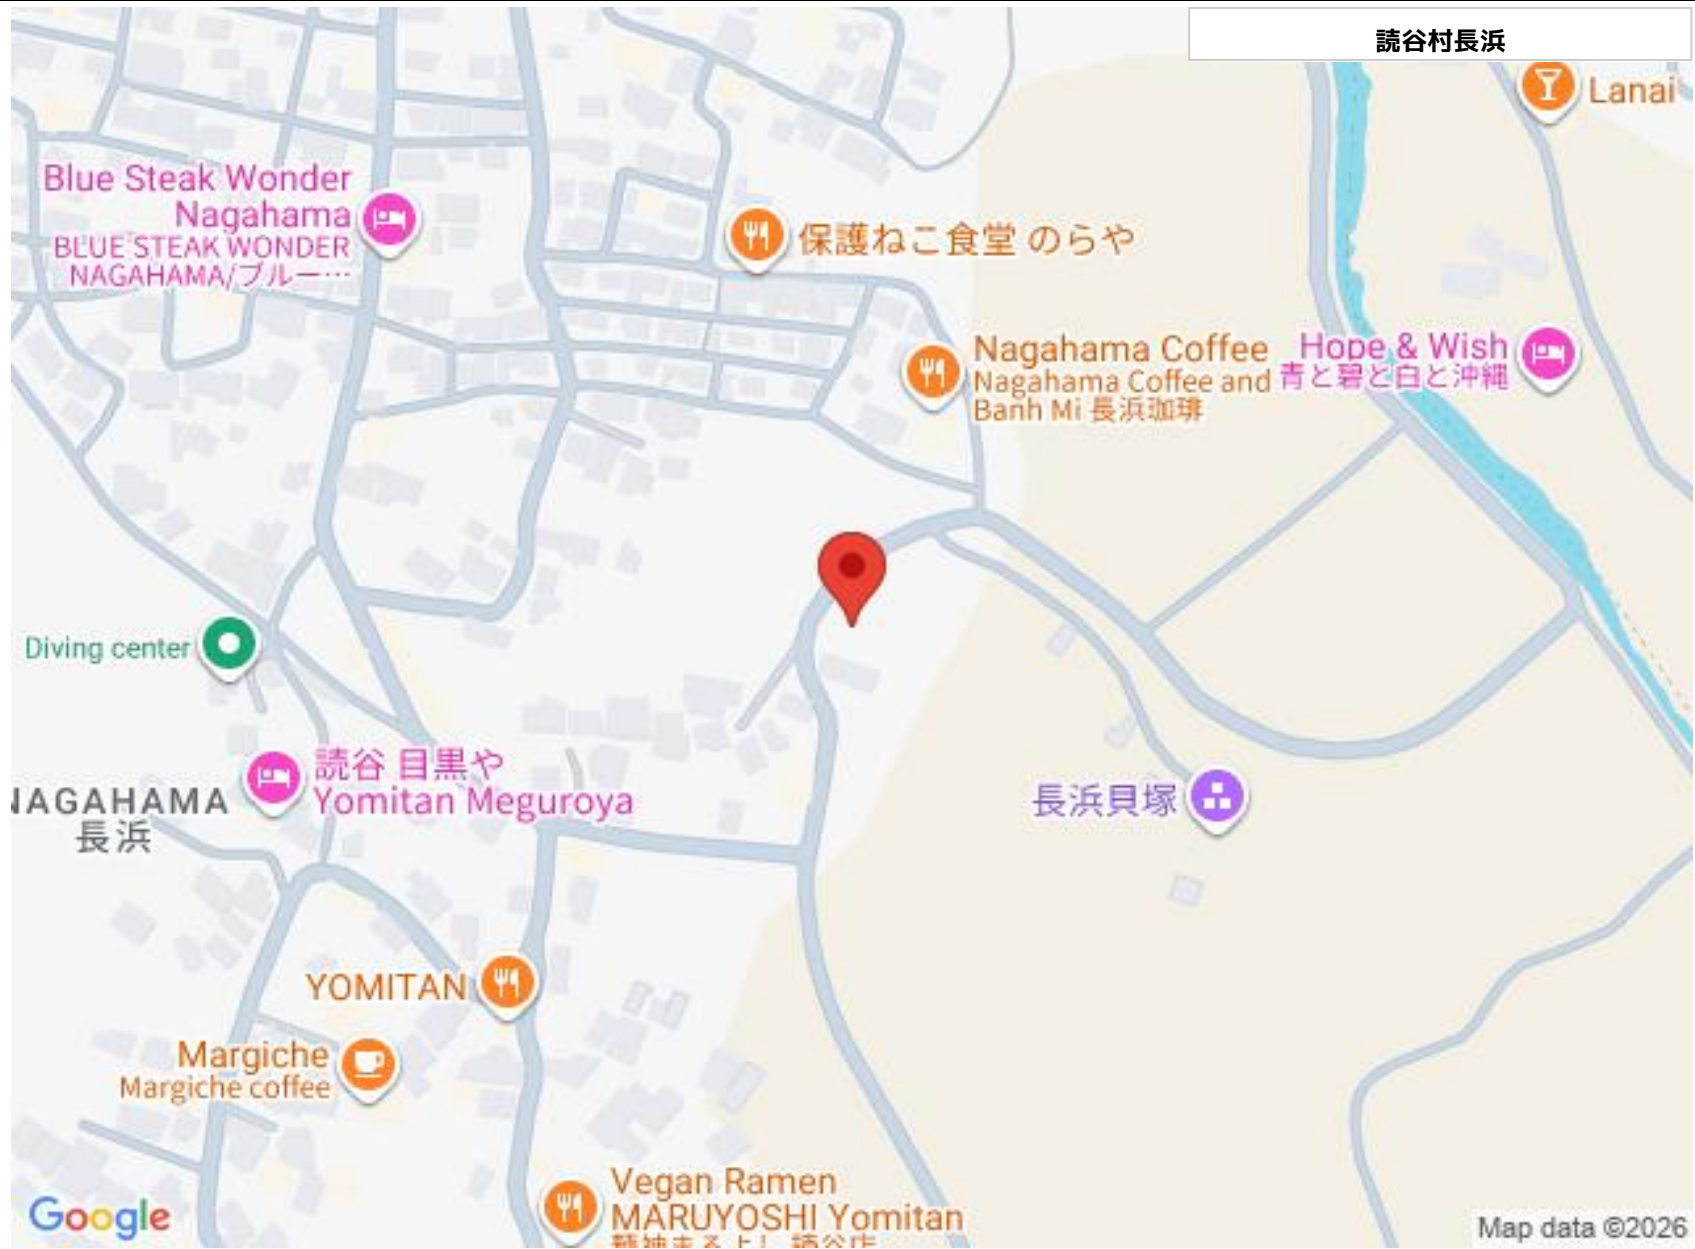 読谷村長浜
Lanai
Blue Steak Wonder
Nagahama
BLUE STEAK WONDER
NAGAHAMA/ブルー…
保護ねこ食堂 のらや
Nagahama Coffee
Nagahama Coffee and
Banh Mi 長浜珈琲
Hope & Wish
青と碧と白と沖縄
Diving center
読谷 目黒や
Yomitan Meguroya
NAGAHAMA
長浜
長浜貝塚
YOMITAN
Margiche
Margiche coffee
Vegan Ramen
MARUYOSHI Yomitan
Google
Map data ©2026